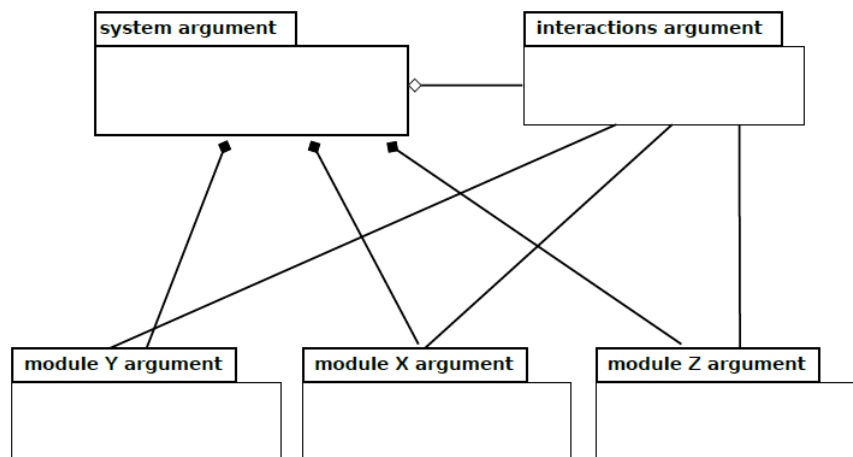 system argument
interactions argument
module Y argument
module X argument
module Z argument